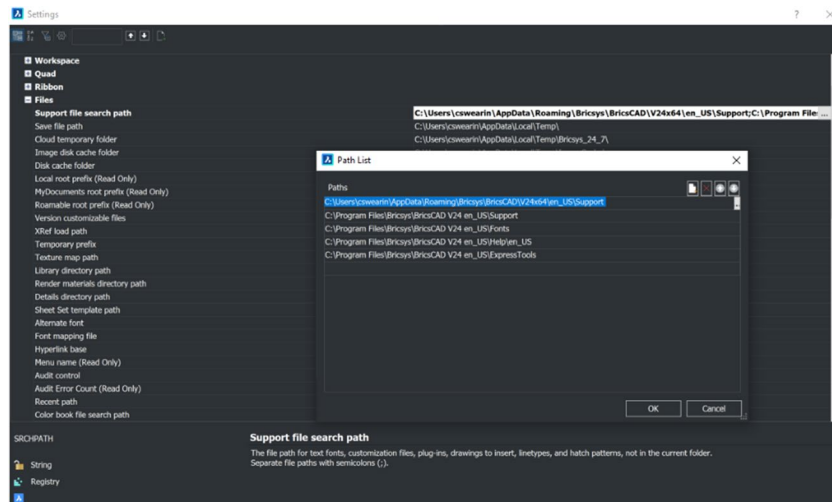 Settings
Workspace
Quad
Ribbon
Files
Support file search path C:\Users\cswearin\AppData\Roaming\Bricsys\BricsCAD\V24x64\en_US\Support;C:\Program File ...
Save file path C:\Users\cswearin\AppData\Local\Temp\
Cloud temporary folder C:\Users\cswearin\AppData\Local\Temp\Bricsys_24_7\
Image disk cache folder
Disk cache folder
Local root prefix (Read Only)
MyDocuments root prefix (Read Only)
Roamable root prefix (Read Only)
Version customizable files
XRef load path
Temporary prefix
Texture map path
Library directory path
Render materials directory path
Details directory path
Sheet Set template path
Alternate font
Font mapping file
Hyperlink base
Menu name (Read Only)
Audit control
Audit Error Count (Read Only)
Recent path
Color book file search path
Path List
Paths
C:\Users\cswearin\AppData\Roaming\Bricsys\BricsCAD\V24x64\en_US\Support
C:\Program Files\Bricsys\BricsCAD V24 en_US\Support
C:\Program Files\Bricsys\BricsCAD V24 en_US\Fonts
C:\Program Files\Bricsys\BricsCAD V24 en_US\Help\en_US
C:\Program Files\Bricsys\BricsCAD V24 en_US\ExpressTools
OK Cancel
SRCHPATH
String
Registry
Support file search path
The file path for text fonts, customization files, plug-ins, drawings to insert, linetypes, and hatch patterns, not in the current folder.
Separate file paths with semicolons (;).